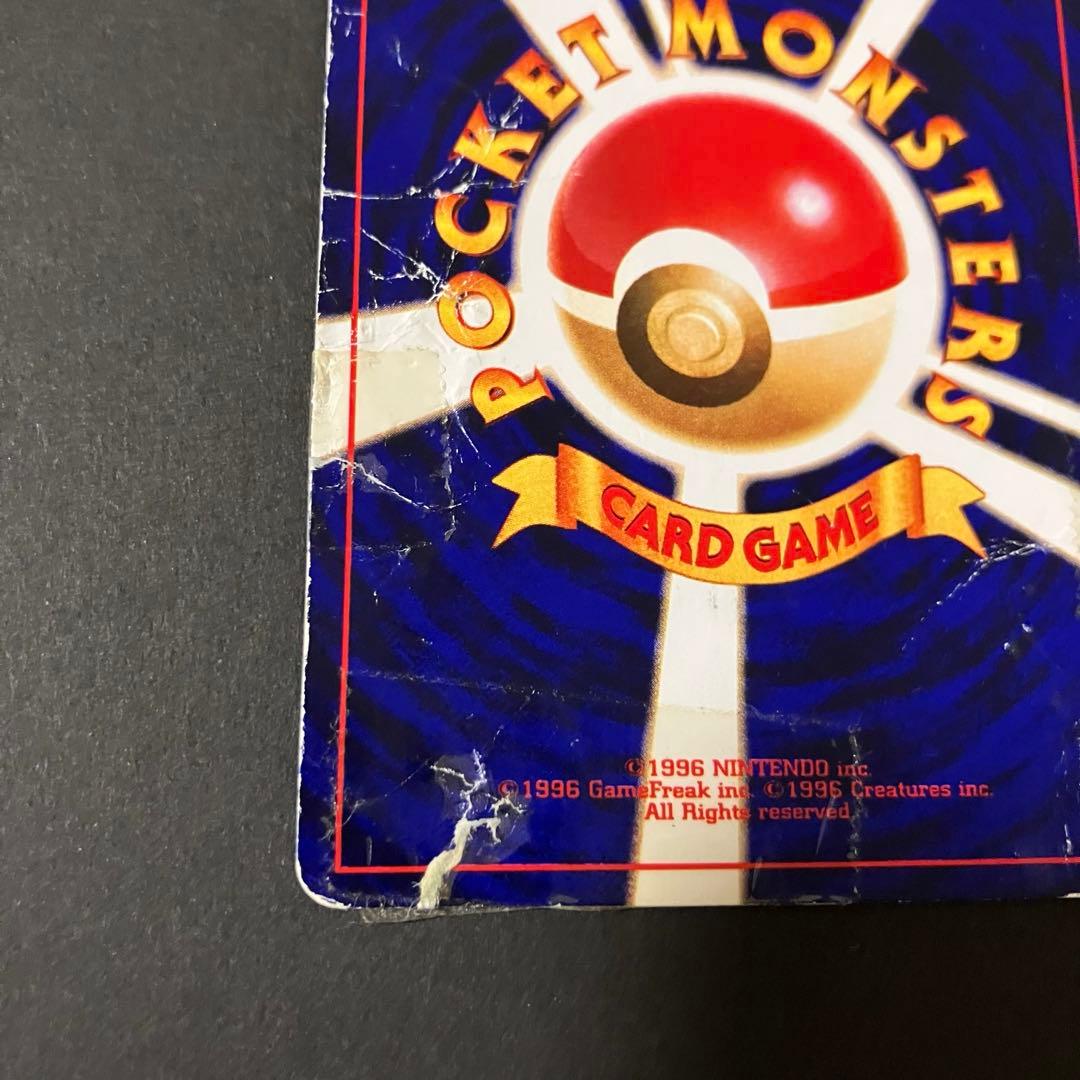 POCKET MONSTERS
CARD GAME
©1996 NINTENDO inc.
©1996 GameFreak inc. ©1996 Creatures inc.
All Rights reserved.